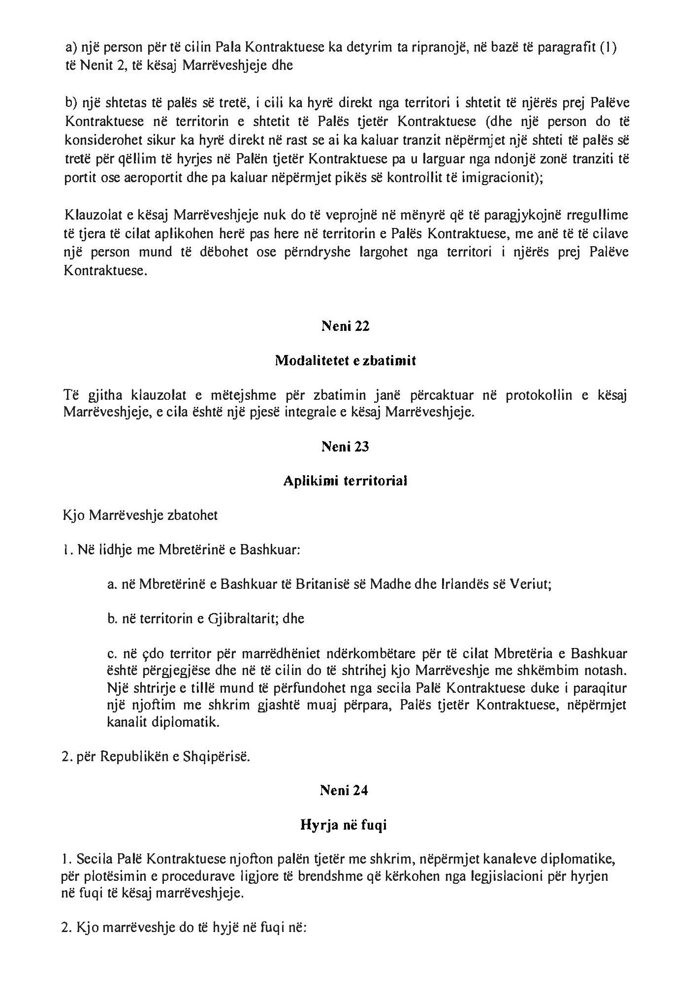 a) një person për të cilin Pala Kontraktuese ka detyrim ta ripranojë, në bazë të paragrafit (1)
të Nenit 2, të kësaj Marrëveshjeje dhe
b) një shtetas të palës së tretë, i cili ka hyrë direkt nga territori i shtetit të njërës prej Palëve
Kontraktuese në territorin e shtetit të Palës tjetër Kontraktuese (dhe një person do të
konsiderohet sikur ka hyrë direkt në rast se ai ka kaluar tranzit nëpërmjet një shteti të palës së
tretë për qëllim të hyrjes në Palën tjetër Kontraktuese pa u larguar nga ndonjë zonë tranziti të
portit ose aeroportit dhe pa kaluar nëpërmjet pikës së kontrollit të imigracionit);
Klauzolat e kësaj Marrëveshjeje nuk do të veprojnë në mënyrë që të paragjykojnë rregullime
të tjera të cilat aplikohen herë pas here në territorin e Palës Kontraktuese, me anë të të cilave
një person mund të dëbohet ose përndryshe largohet nga territori i njërës prej Palëve
Kontraktuese.
Neni 22
Modalitetet e zbatimit
Të gjitha klauzolat e mëtejshme për zbatimin janë përcaktuar në protokollin e kësaj
Marrëveshjeje, e cila është një pjesë integrale e kësaj Marrëveshjeje.
Neni 23
Aplikimi territorial
Kjo Marrëveshje zbatohet
1. Në lidhje me Mbretërinë e Bashkuar:
a. në Mbretërinë e Bashkuar të Britanisë së Madhe dhe Irlandës së Veriut;
b. në territorin e Gjibraltarit; dhe
c. në çdo territor për marrëdhëniet ndërkombëtare për të cilat Mbretëria e Bashkuar
është përgjegjëse dhe në të cilin do të shtrihej kjo Marrëveshje me shkëmbim notash.
Një shtrirje e tillë mund të përfundohet nga secila Palë Kontraktuese duke i paraqitur
një njoftim me shkrim gjashtë muaj përpara, Palës tjetër Kontraktuese, nëpërmjet
kanalit diplomatik.
2. për Republikën e Shqipërisë.
Neni 24
Hyrja në fuqi
1. Secila Palë Kontraktuese njofton palën tjetër me shkrim, nëpërmjet kanaleve diplomatike,
për plotësimin e procedurave ligjore të brendshme që kërkohen nga legjislacioni për hyrjen
në fuqi të kësaj marrëveshjeje.
2. Kjo marrëveshje do të hyjë në fuqi në: